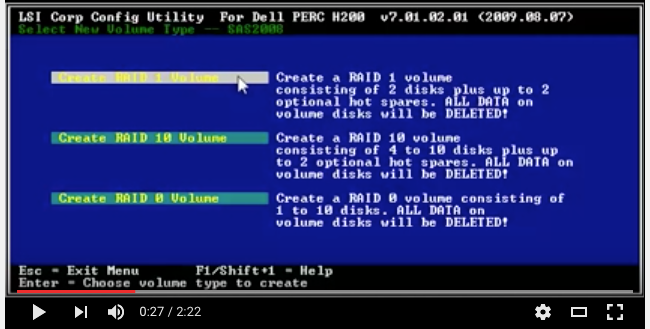 LSI Corp Config Utility For Dell PERC H200 v7.01.02.01 (2009.08.07)
Select New Volume Type -- SAS2008
Create RAID 1 Volume Create a RAID 1 volume
consisting of 2 disks plus up to 2
optional hot spares. ALL DATA on
volume disks will be DELETED!
Create RAID 10 Volume Create a RAID 10 volume
consisting of 4 to 10 disks plus up
to 2 optional hot spares. ALL DATA on
volume disks will be DELETED!
Create RAID 0 Volume Create a RAID 0 volume consisting of
1 to 10 disks. ALL DATA on
volume disks will be DELETED!
Esc = Exit Menu F1/Shift+1 = Help
Enter = Choose volume type to create
0:27 / 2:22